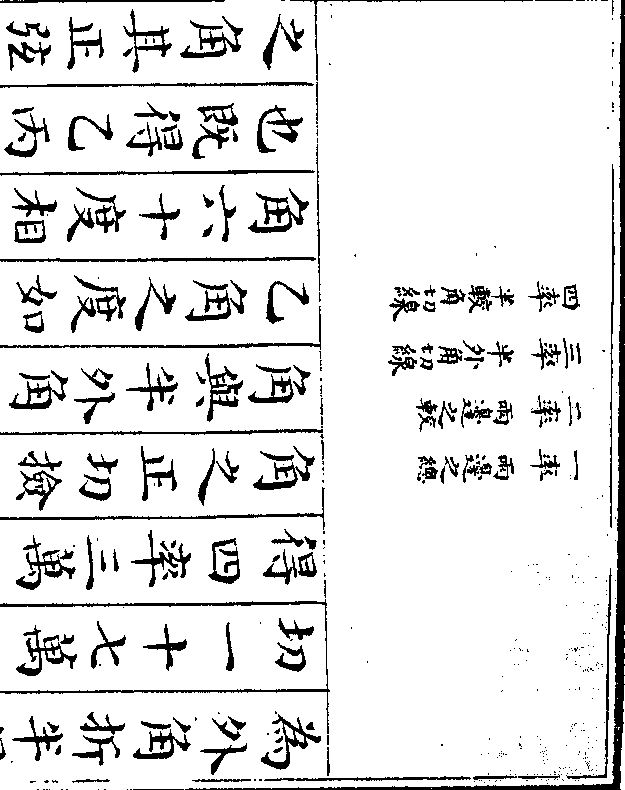 一率 兩邊之總
二率 兩邊之較
三率 半外角切線
四率 半較角切線
為外角折半
切一十七萬
得四率三萬
角之正切檢
角與半外角
乙角之度如
角六十度相
也既得乙丙
之角其正弦